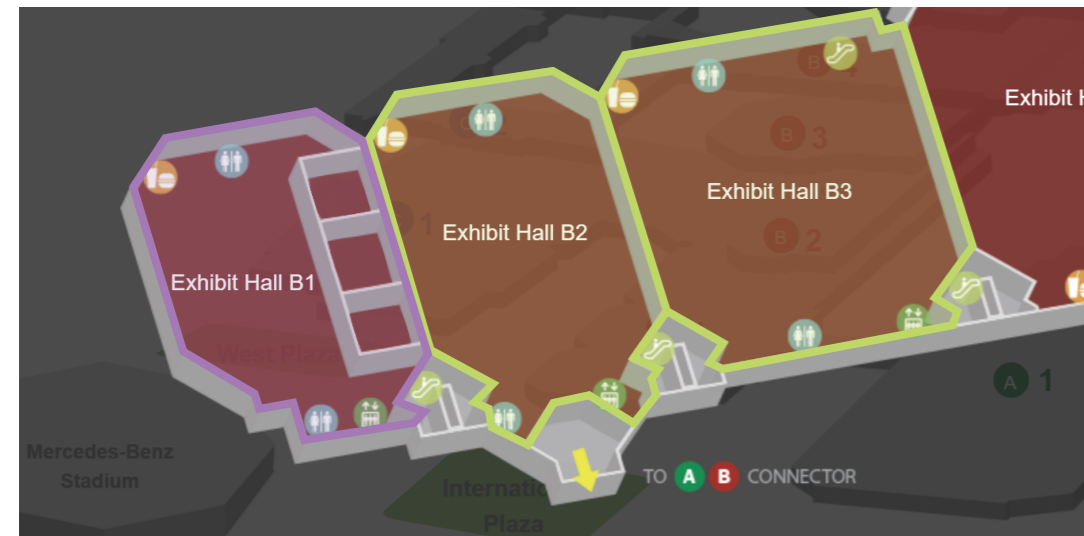 B 4
Exhibit H
B 3
Exhibit Hall B3
1
Exhibit Hall B2
B 2
Exhibit Hall B1
West Plaza
A 1
Mercedes-Benz
Stadium
TO A B CONNECTOR
Internatio
Plaza